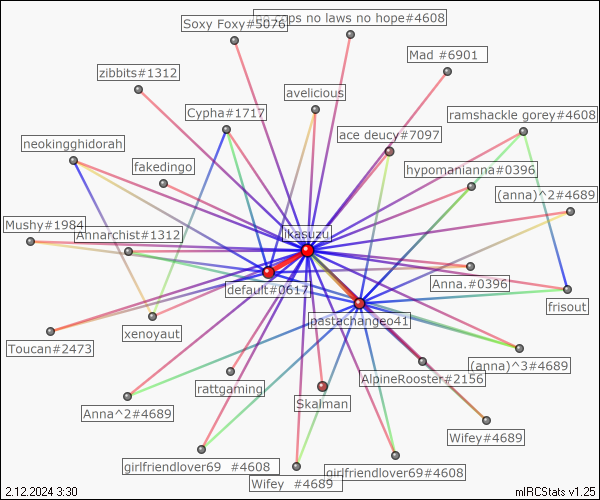 no cops no laws no hope#4608
Soxy Foxy#5076
Mad #6901
zibbits#1312
avelicious
Cypha#1717
ramshackle gorey#4608
ace deucy#7097
neokingghidorah
fakedingo
hypomanianna#0396
(anna)^2#4689
Mushy#1984
Annarchist#1312
ikasuzu
Anna.#0396
default#0617
frisout
pastachangeo41
xenoyaut
Toucan#2473
(anna)^3#4689
AlpineRooster#2156
rattgaming
Skalman
Anna^2#4689
Wifey#4689
girlfriendlover69 #4608
girlfriendlover69#4608
Wifey #4689
2.12.2024 3:30
mIRCStats v1.25